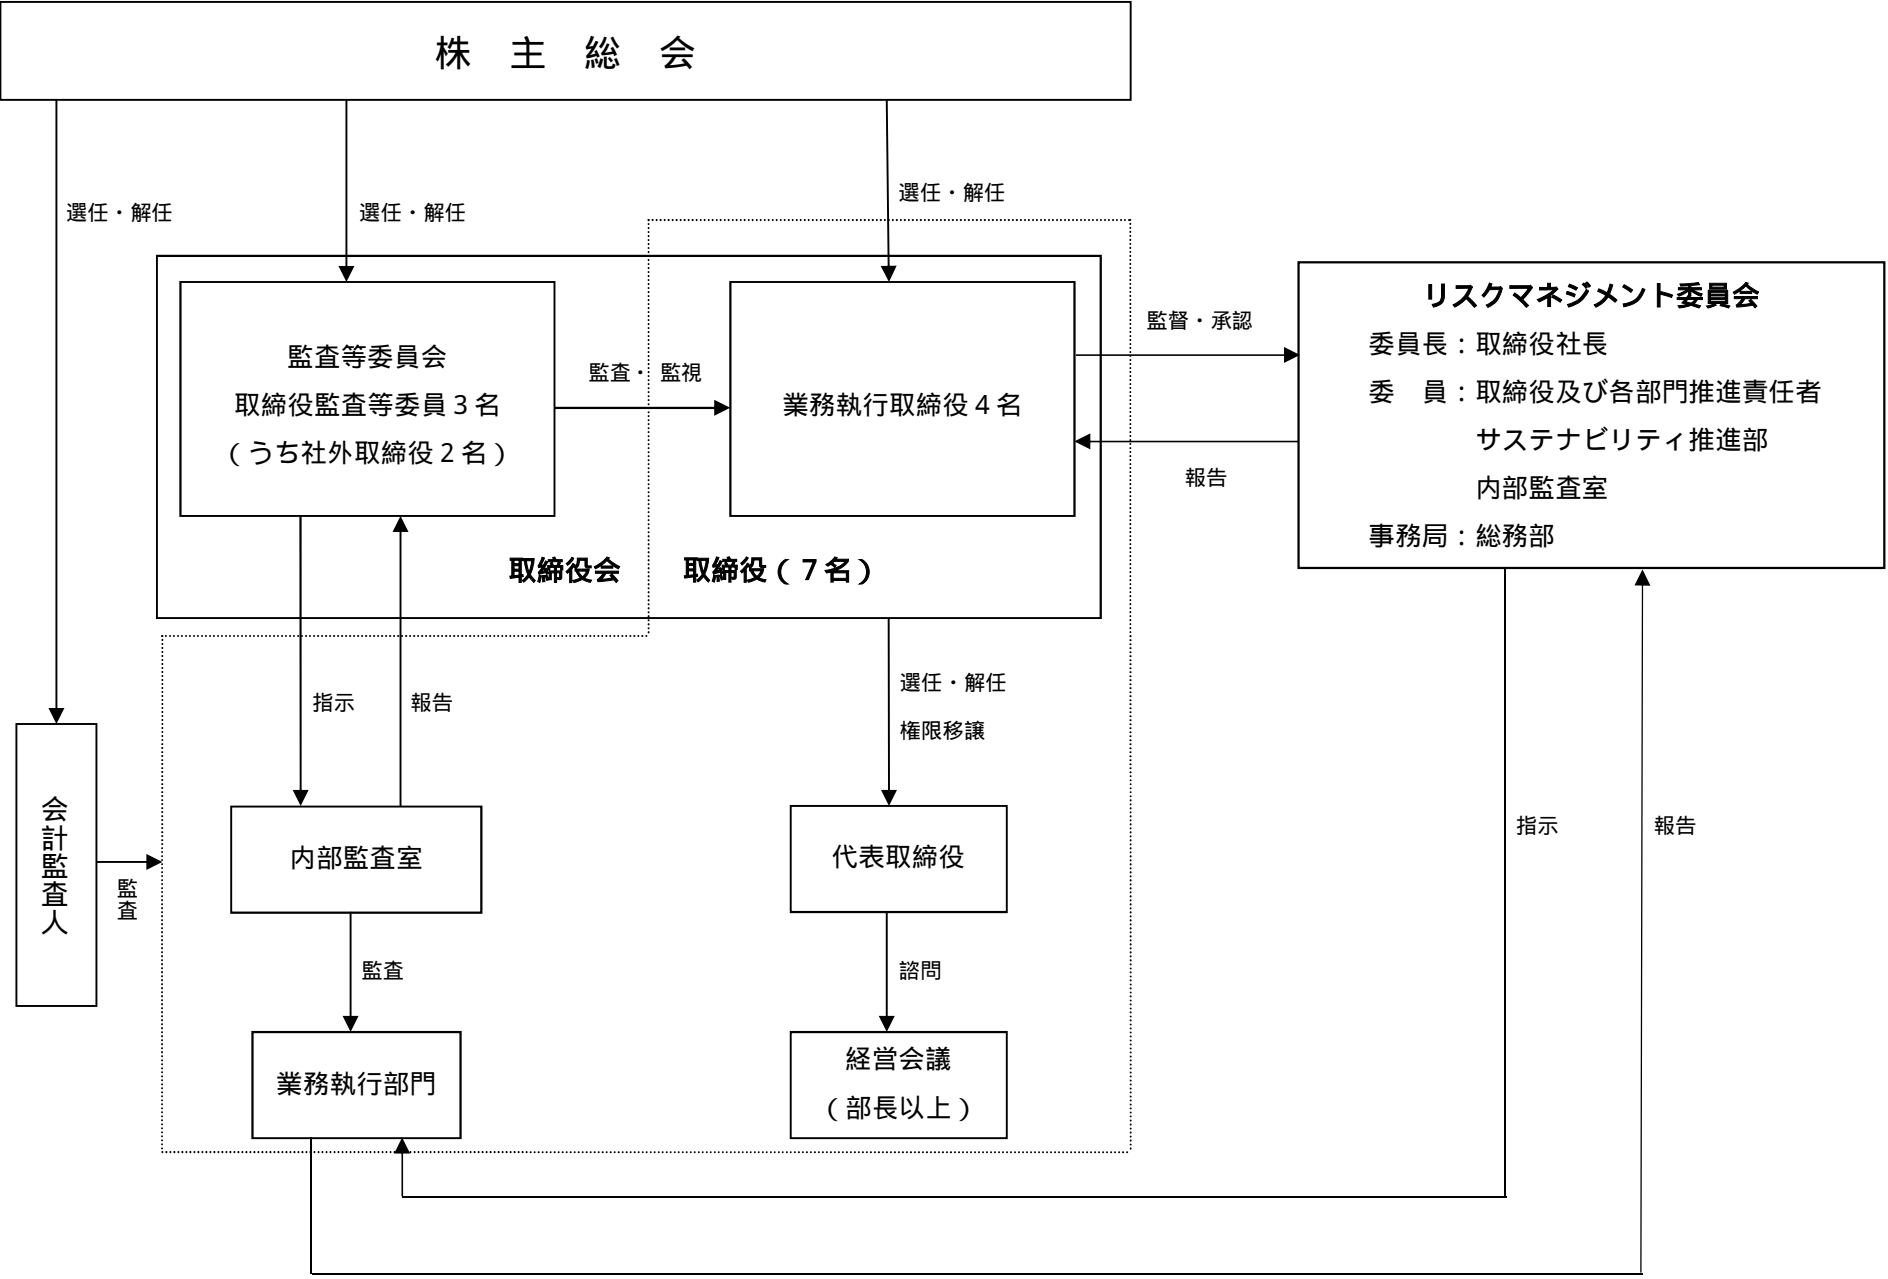 株　主　総　会
選任・解任
選任・解任
選任・解任
監査等委員会
取締役監査等委員３名
（うち社外取締役２名）
監査・ 監視
業務執行取締役４名
取締役会　　取締役（７名）
監督・承認
報告
リスクマネジメント委員会
委員長：取締役社長
委　員：取締役及び各部門推進責任者
サステナビリティ推進部
内部監査室
事務局：総務部
指示
報告
選任・解任
権限移譲
会計監査人
監査
内部監査室
代表取締役
指示
報告
監査
諮問
業務執行部門
経営会議
（部長以上）